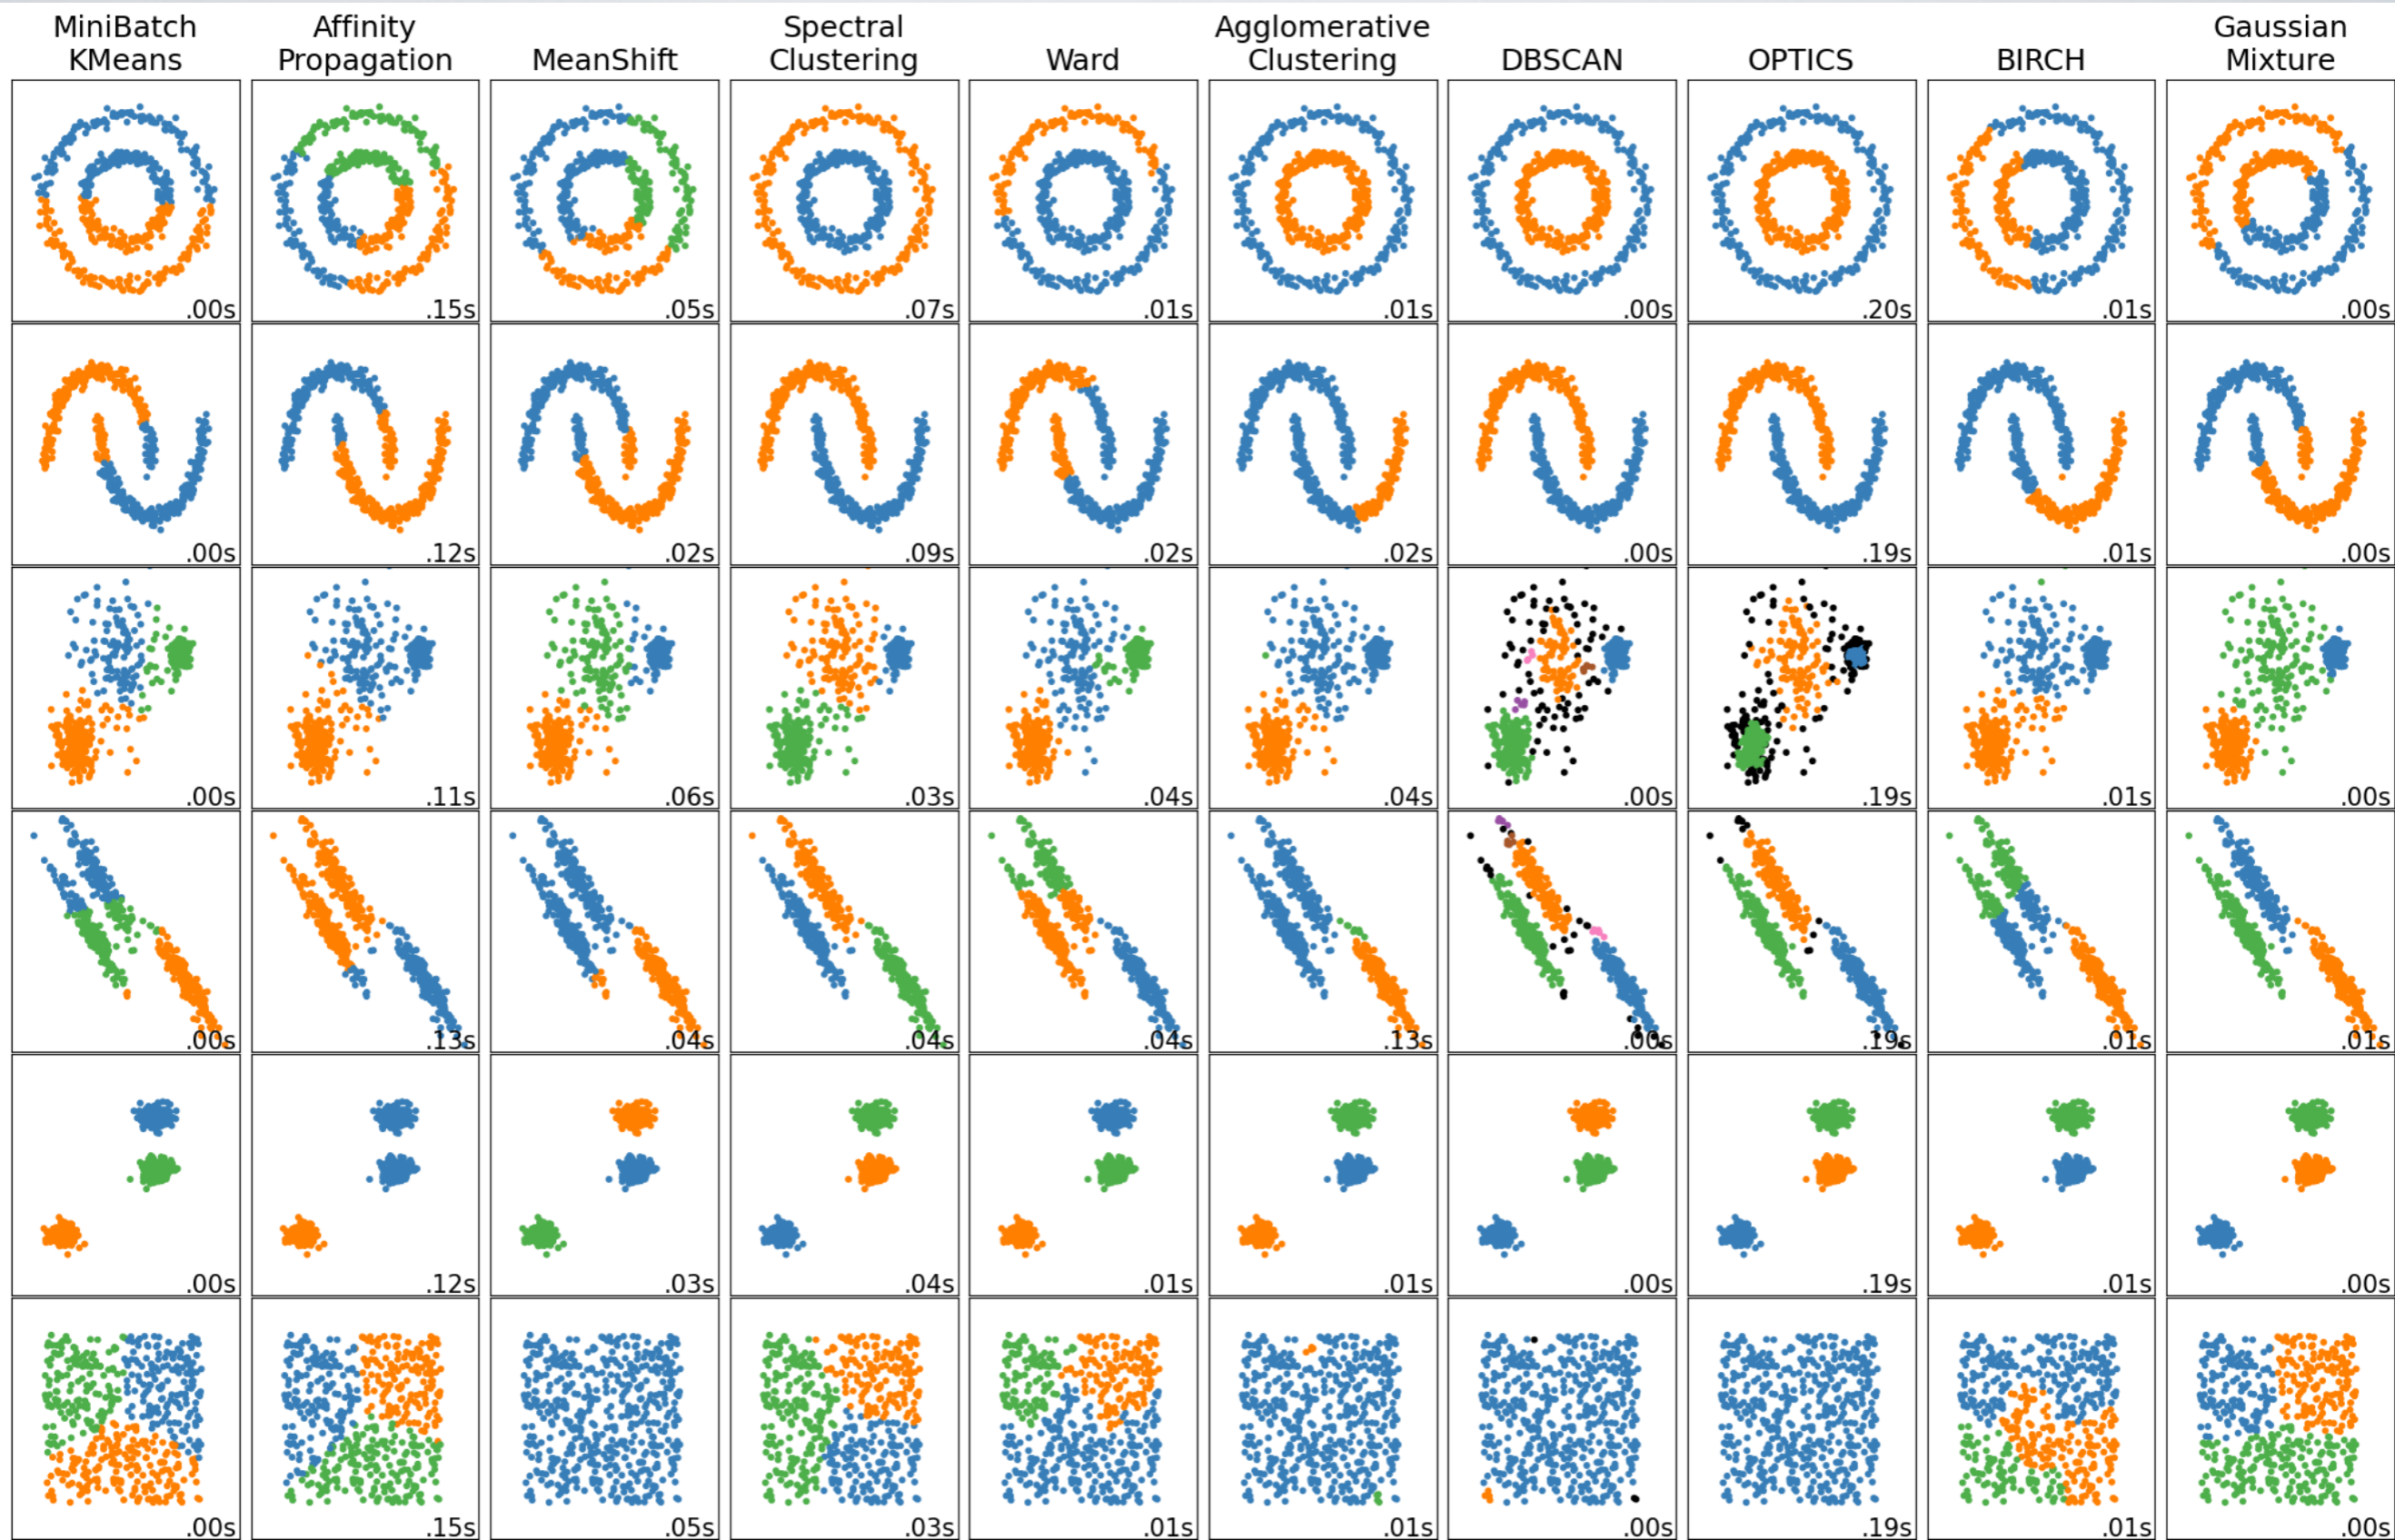 MiniBatch KMeans
Affinity Propagation
MeanShift
Spectral Clustering
Ward
Agglomerative Clustering
DBSCAN
OPTICS
BIRCH
Gaussian Mixture
.00s .15s .05s .07s .01s .01s .00s .20s .01s .00s
.00s .12s .02s .09s .02s .02s .00s .19s .01s .00s
.00s .11s .06s .03s .04s .04s .00s .19s .01s .00s
.00s .13s .04s .04s .04s .13s .00s .19s .01s .01s
.00s .12s .03s .04s .01s .01s .00s .19s .01s .00s
.00s .15s .05s .03s .01s .01s .00s .19s .01s .00s